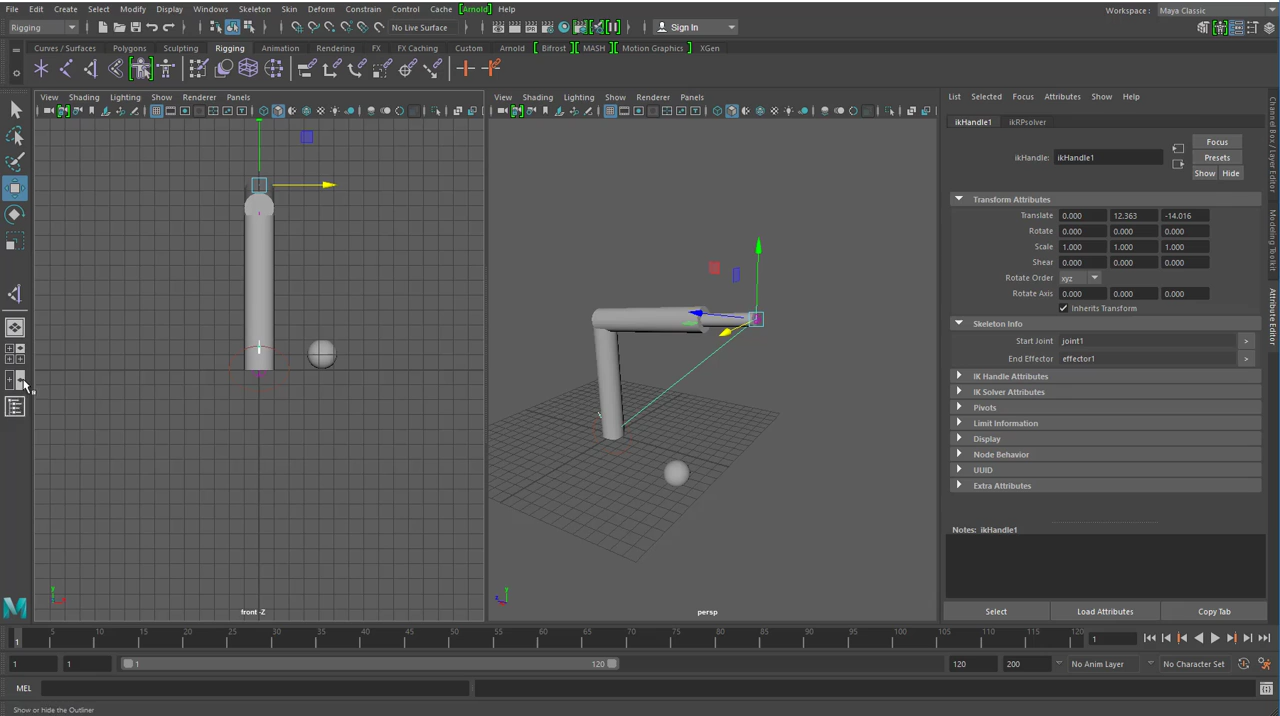 File Edit Create Select Modify Display Windows Skeleton Skin Deform Constrain Control Cache [Arnold] Help
Workspace: Maya Classic
Rigging No Live Surface Sign In
Curves / Surfaces Polygons Sculpting Rigging Animation Rendering FX FX Caching Custom Arnold Bifrost MASH Motion Graphics XGen
View Shading Lighting Show Renderer Panels
View Shading Lighting Show Renderer Panels
front -Z
persp
List Selected Focus Attributes Show Help
ikHandle1 ikRPsolver
Focus
ikHandle: ikHandle1
Presets
Show Hide
Transform Attributes
Translate 0.000 12.363 -14.016
Rotate 0.000 0.000 0.000
Scale 1.000 1.000 1.000
Shear 0.000 0.000 0.000
Rotate Order xyz
Rotate Axis 0.000 0.000 0.000
Inherits Transform
Skeleton Info
Start Joint joint1 >
End Effector effector1 >
IK Handle Attributes
IK Solver Attributes
Pivots
Limit Information
Display
Node Behavior
UUID
Extra Attributes
Notes: ikHandle1
Select Load Attributes Copy Tab
Channel Box / Layer Editor
Modeling Toolkit
Attribute Editor
1 5 10 15 20 25 30 35 40 45 50 55 60 65 70 75 80 85 90 95 100 105 110 115 120 1
1 1 1 120 120 200 No Anim Layer No Character Set
MEL
Show or hide the Outliner